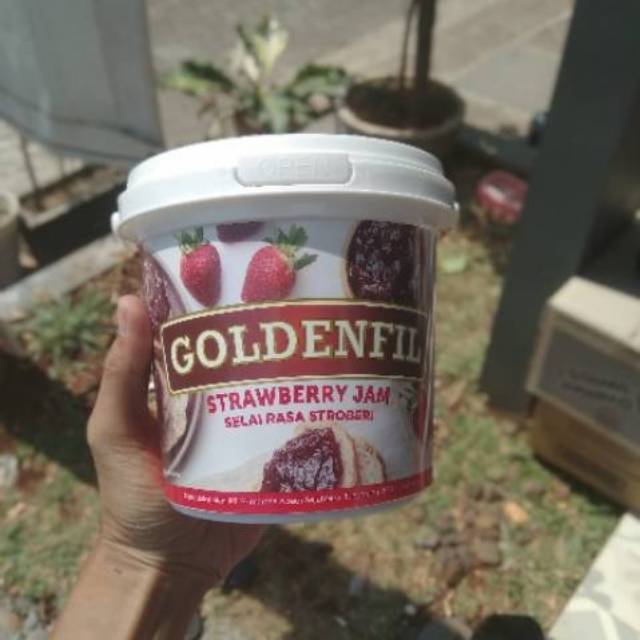 OPEN
GOLDENFIL
STRAWBERRY JAM
SELAI RASA STROBERI